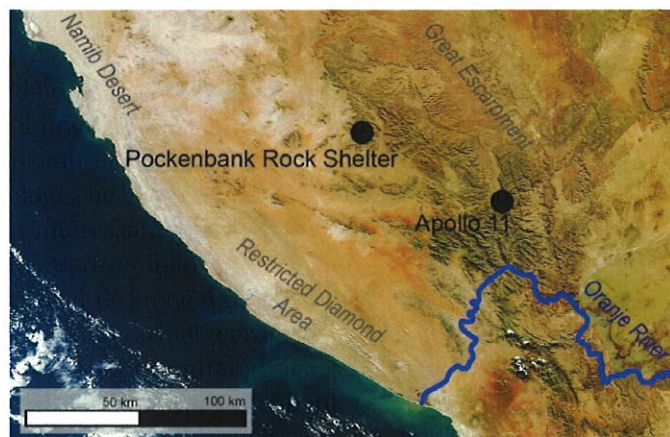 Namib Desert
Great Escarpment
Pockenbank Rock Shelter
Apollo 11
Restricted Diamond
Area
Oranje River
50 km
100 km